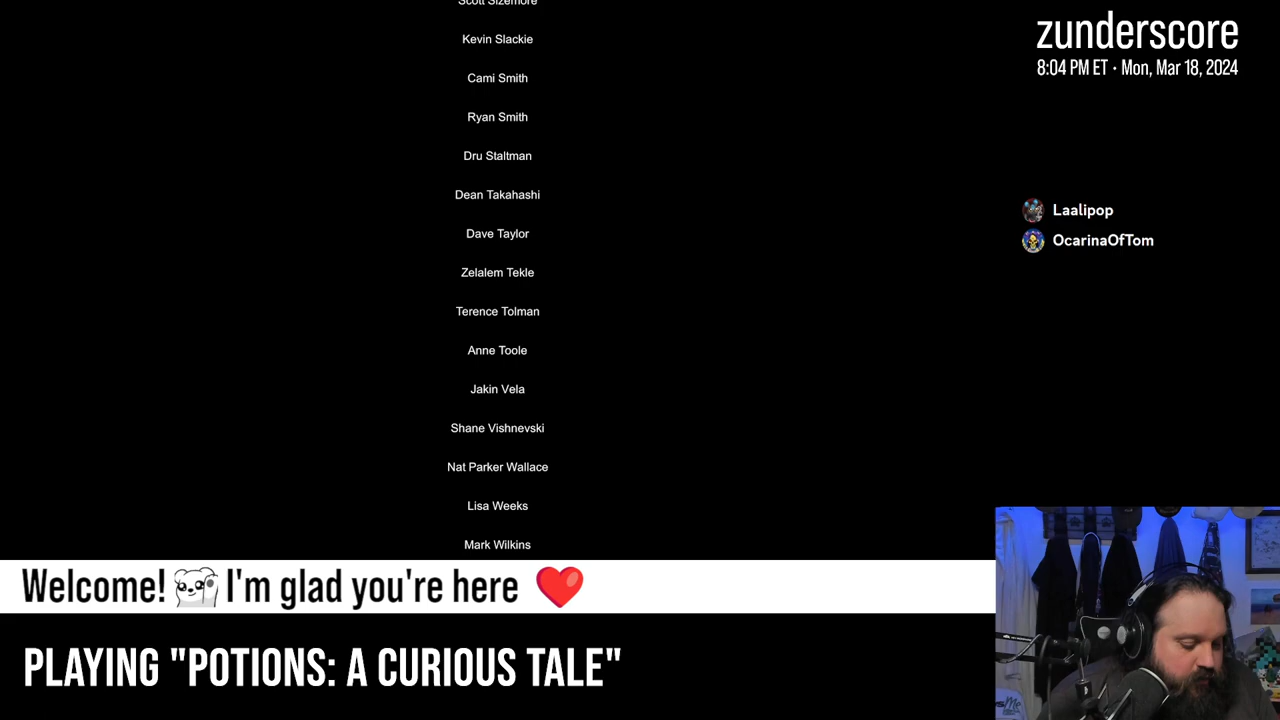 Scott Sizemore
Kevin Slackie
Cami Smith
Ryan Smith
Dru Staltman
Dean Takahashi
Dave Taylor
Zelalem Tekle
Terence Tolman
Anne Toole
Jakin Vela
Shane Vishnevski
Nat Parker Wallace
Lisa Weeks
Mark Wilkins
zunderscore
8:04 PM ET · Mon, Mar 18, 2024
Laalipop
OcarinaOfTom
Welcome! I'm glad you're here
PLAYING "POTIONS: A CURIOUS TALE"